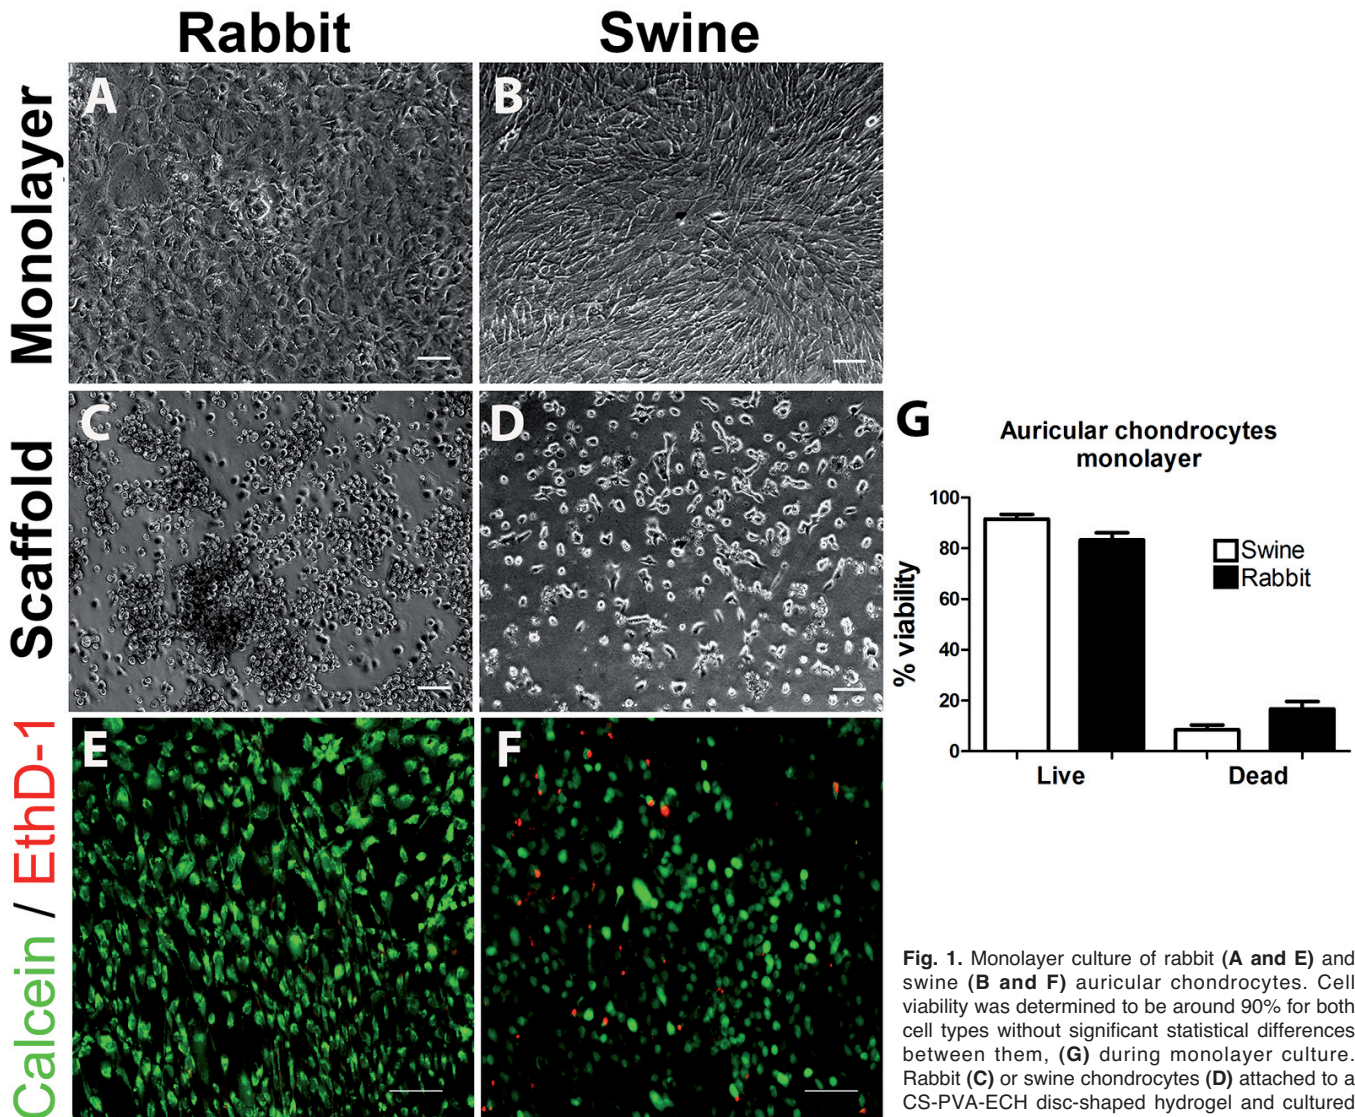 Rabbit
Swine
Monolayer
A
B
Scaffold
C
D
Calcein / EthD-1
E
F
G
Auricular chondrocytes
monolayer
% viability
100
80
60
40
20
0
Swine
Rabbit
Live
Dead
Fig. 1. Monolayer culture of rabbit (A and E) and
swine (B and F) auricular chondrocytes. Cell
viability was determined to be around 90% for both
cell types without significant statistical differences
between them, (G) during monolayer culture.
Rabbit (C) or swine chondrocytes (D) attached to a
CS-PVA-ECH disc-shaped hydrogel and cultured